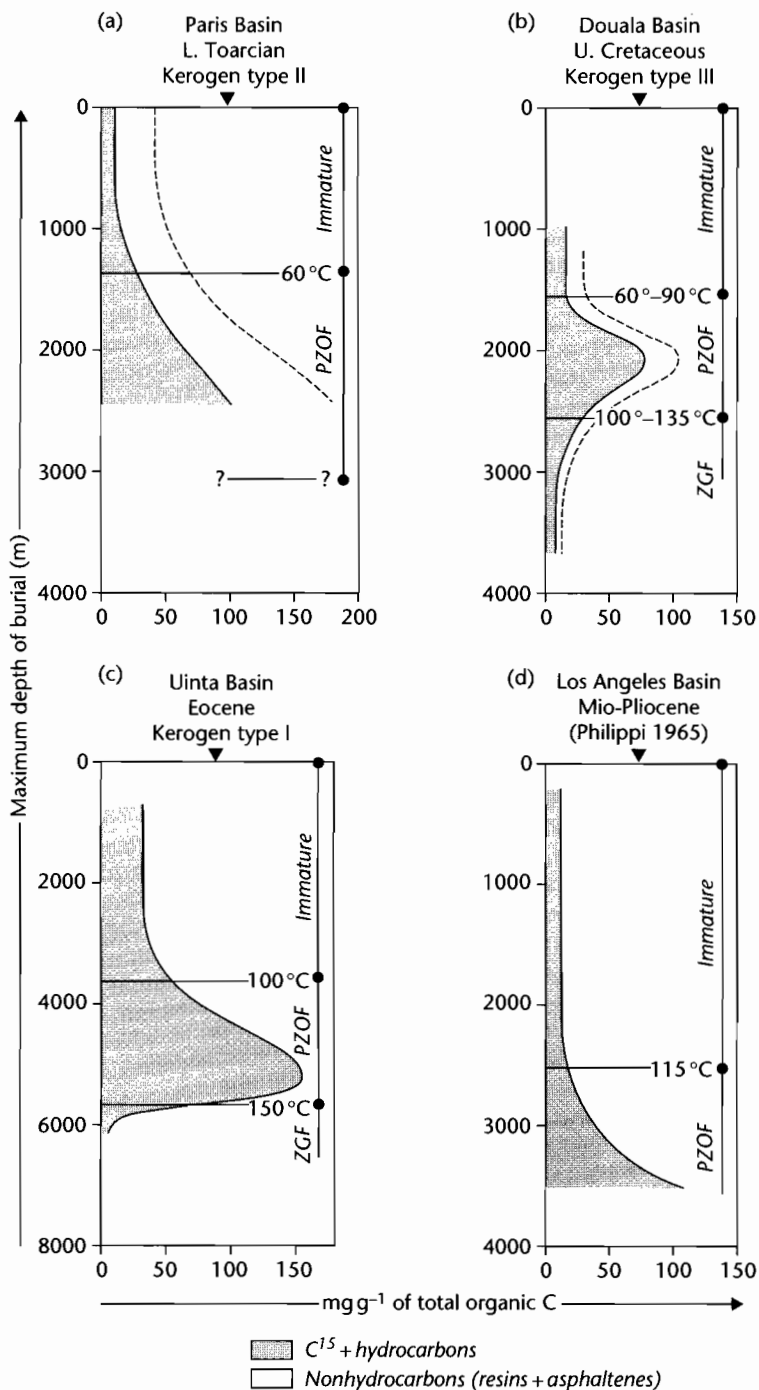 (a)
Paris Basin
L. Toarcian
Kerogen type II
0
1000
2000
3000
4000
0 50 100 150 200
Immature
60 °C
PZOF
? ?
(b)
Douala Basin
U. Cretaceous
Kerogen type III
0
1000
2000
3000
4000
0 50 100 150
Immature
60°–90 °C
PZOF
100°–135 °C
ZGF
Maximum depth of burial (m)
(c)
Uinta Basin
Eocene
Kerogen type I
0
2000
4000
6000
8000
0 50 100 150
Immature
100 °C
PZOF
150 °C
ZGF
(d)
Los Angeles Basin
Mio-Pliocene
(Philippi 1965)
0
1000
2000
3000
4000
0 50 100 150
Immature
115 °C
PZOF
mg g⁻¹ of total organic C
C¹⁵ + hydrocarbons
Nonhydrocarbons (resins + asphaltenes)